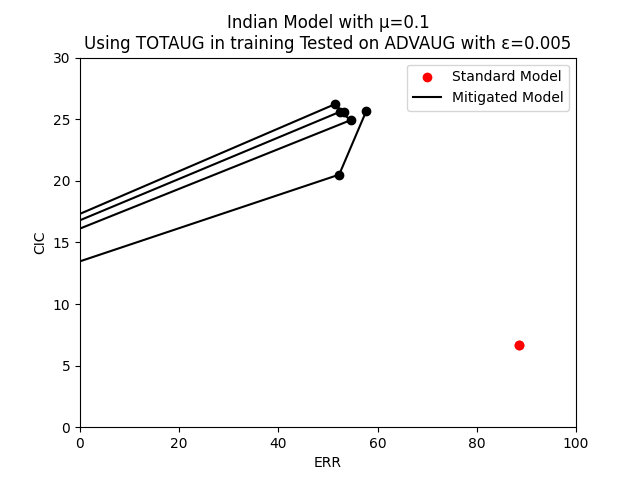 Indian Model with μ=0.1
Using TOTAUG in training Tested on ADVAUG with ε=0.005
Standard Model
Mitigated Model
30
25
20
15
10
5
0
CIC
0 20 40 60 80 100
ERR